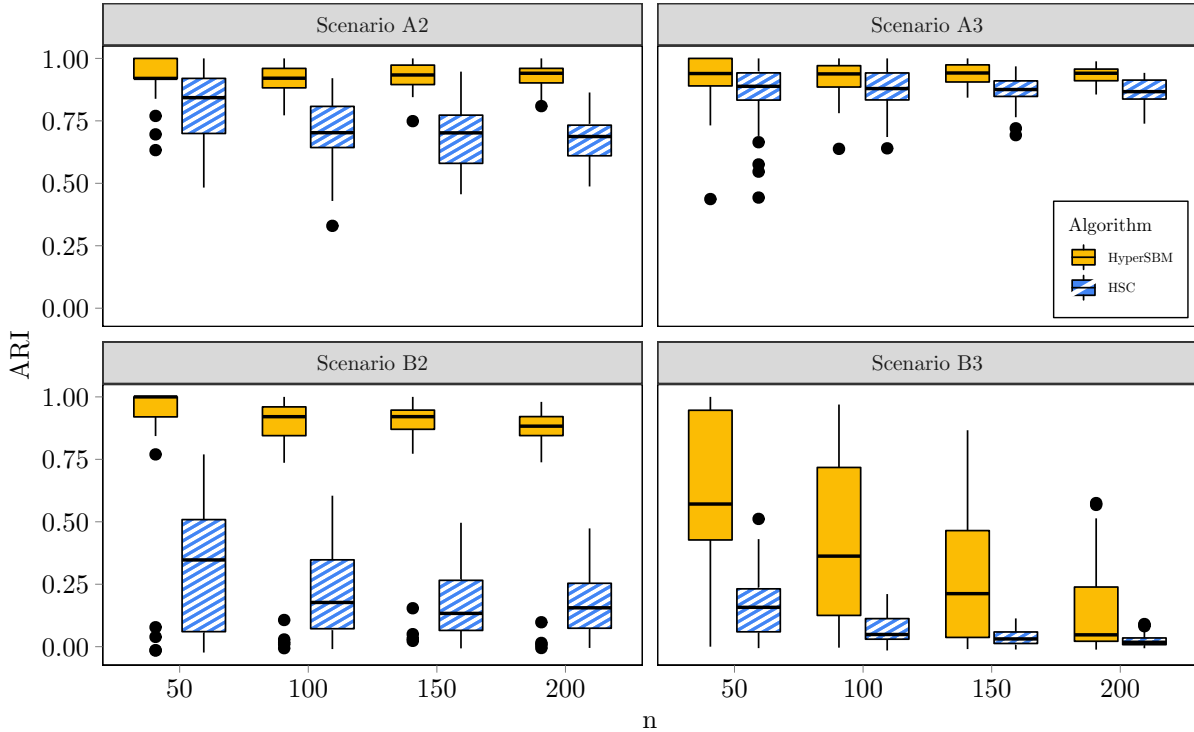 Scenario A2
Scenario A3
1.00
0.75
0.50
0.25
0.00
Algorithm
HyperSBM
HSC
ARI
Scenario B2
Scenario B3
1.00
0.75
0.50
0.25
0.00
50 100 150 200
50 100 150 200
n